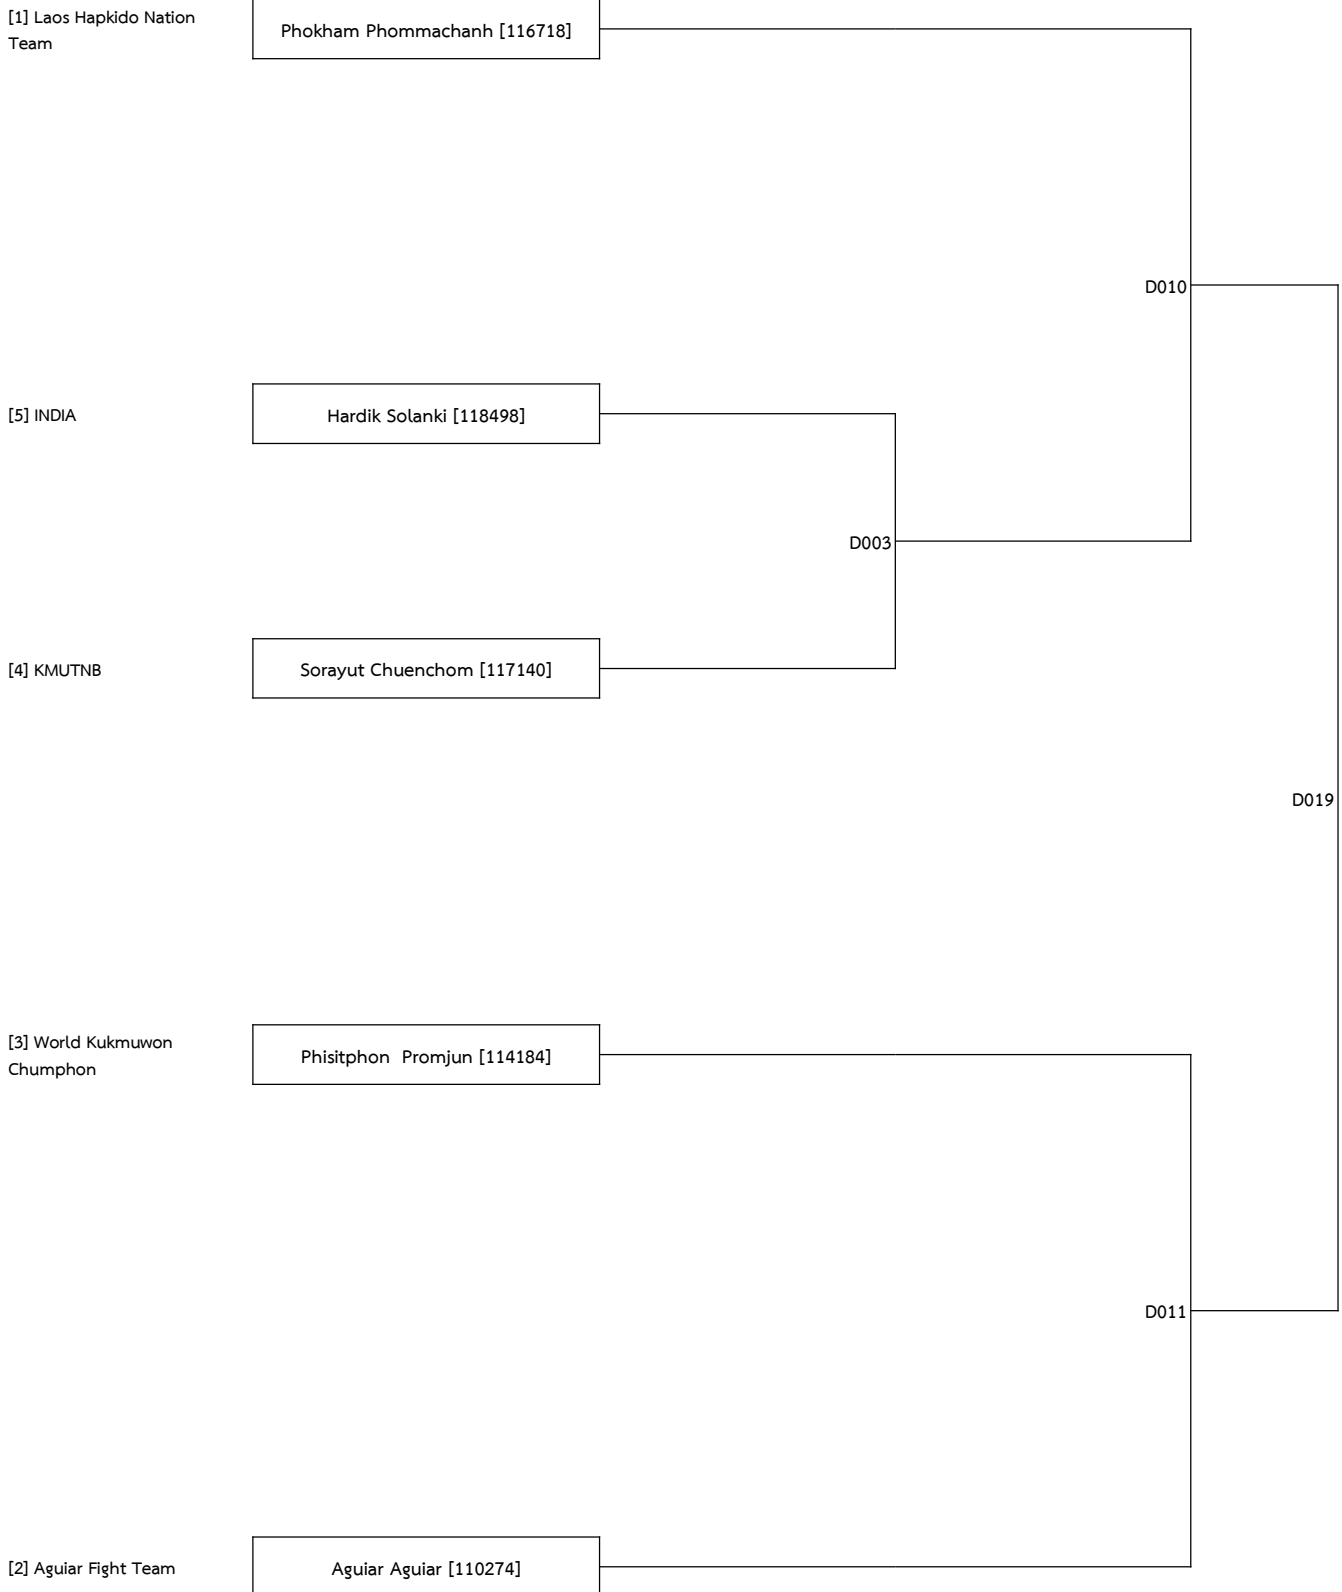 [1] Laos Hapkido Nation
Team
Phokham Phommachanh [116718]
D010
[5] INDIA
Hardik Solanki [118498]
D003
[4] KMUTNB
Sorayut Chuenchom [117140]
D019
[3] World Kukmuwon
Chumphon
Phisitphon  Promjun [114184]
D011
[2] Aguiar Fight Team
Aguiar Aguiar [110274]